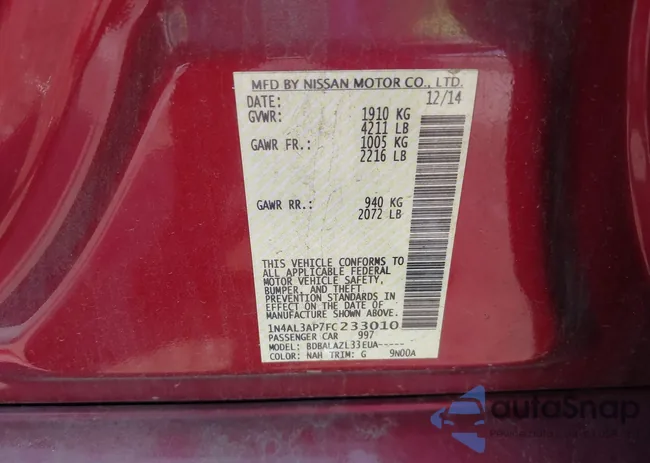 MFD BY NISSAN MOTOR CO., LTD.
DATE: 12/14
GVWR: 1910 KG
4211 LB
GAWR FR.: 1005 KG
2216 LB
GAWR RR.: 940 KG
2072 LB
THIS VEHICLE CONFORMS TO
ALL APPLICABLE FEDERAL
MOTOR VEHICLE SAFETY,
BUMPER, AND THEFT
PREVENTION STANDARDS IN
EFFECT ON THE DATE OF
MANUFACTURE SHOWN ABOVE.
1N4AL3AP7FC233010
PASSENGER CAR 997
MODEL: BDBALAZL33EUA-----
COLOR: NAH TRIM: G 9N00A
autoSnap